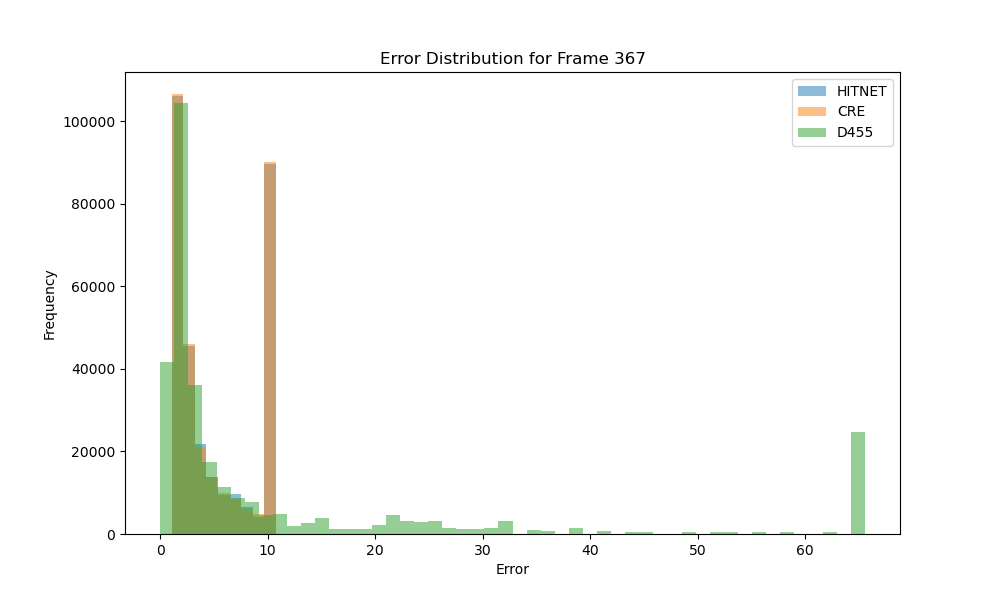 Error Distribution for Frame 367
HITNET
CRE
D455
100000
80000
60000
40000
20000
0
Frequency
0 10 20 30 40 50 60
Error